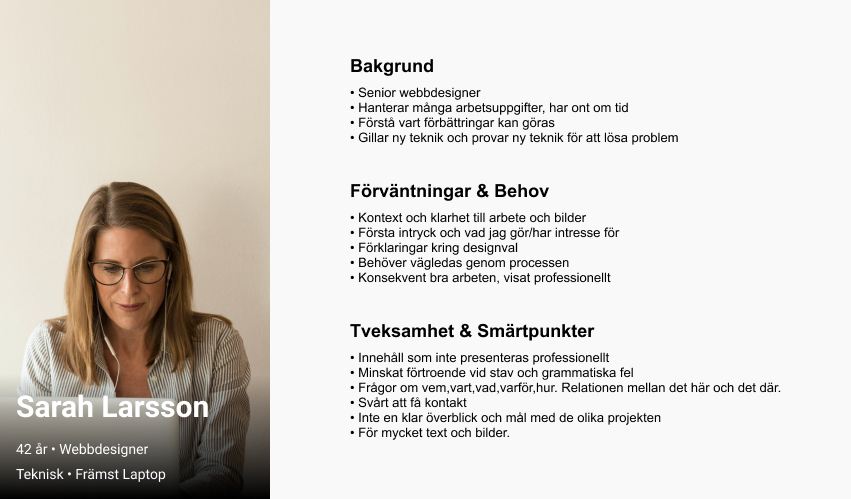 Bakgrund
• Senior webbdesigner
• Hanterar många arbetsuppgifter, har ont om tid
• Förstå vart förbättringar kan göras
• Gillar ny teknik och provar ny teknik för att lösa problem
Förväntningar & Behov
• Kontext och klarhet till arbete och bilder
• Första intryck och vad jag gör/har intresse för
• Förklaringar kring designval
• Behöver vägledas genom processen
• Konsekvent bra arbeten, visat professionellt
Tveksamhet & Smärtpunkter
• Innehåll som inte presenteras professionellt
• Minskat förtroende vid stav och grammatiska fel
• Frågor om vem,vart,vad,varför,hur. Relationen mellan det här och det där.
• Svårt att få kontakt
• Inte en klar överblick och mål med de olika projekten
• För mycket text och bilder.
Sarah Larsson
42 år • Webbdesigner
Teknisk • Främst Laptop